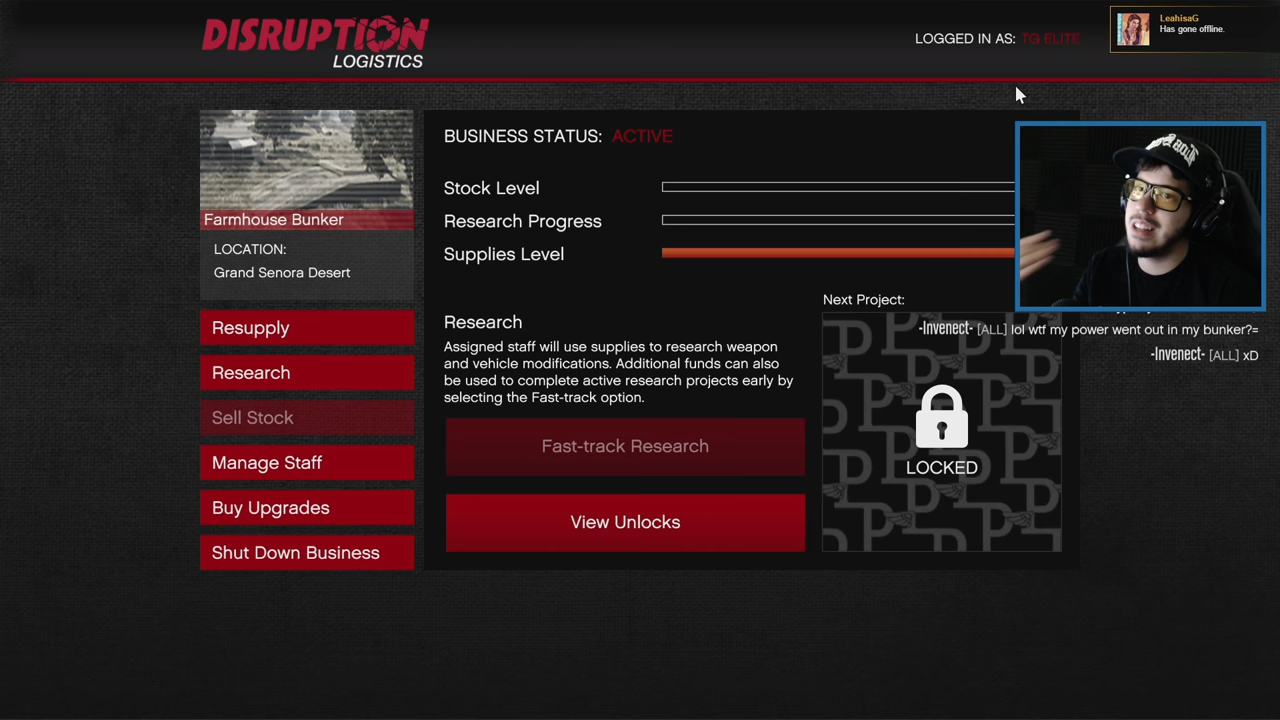 DISRUPTION
LOGISTICS
LOGGED IN AS: TG ELITE
LeahisaG
Has gone offline.
Farmhouse Bunker
LOCATION:
Grand Senora Desert
Resupply
Research
Sell Stock
Manage Staff
Buy Upgrades
Shut Down Business
BUSINESS STATUS: ACTIVE
Stock Level
Research Progress
Supplies Level
Research
Assigned staff will use supplies to research weapon
and vehicle modifications. Additional funds can also
be used to complete active research projects early by
selecting the Fast-track option.
Fast-track Research
View Unlocks
Next Project:
LOCKED
-Invenect- [ALL] lol wtf my power went out in my bunker?=
-Invenect- [ALL] xD